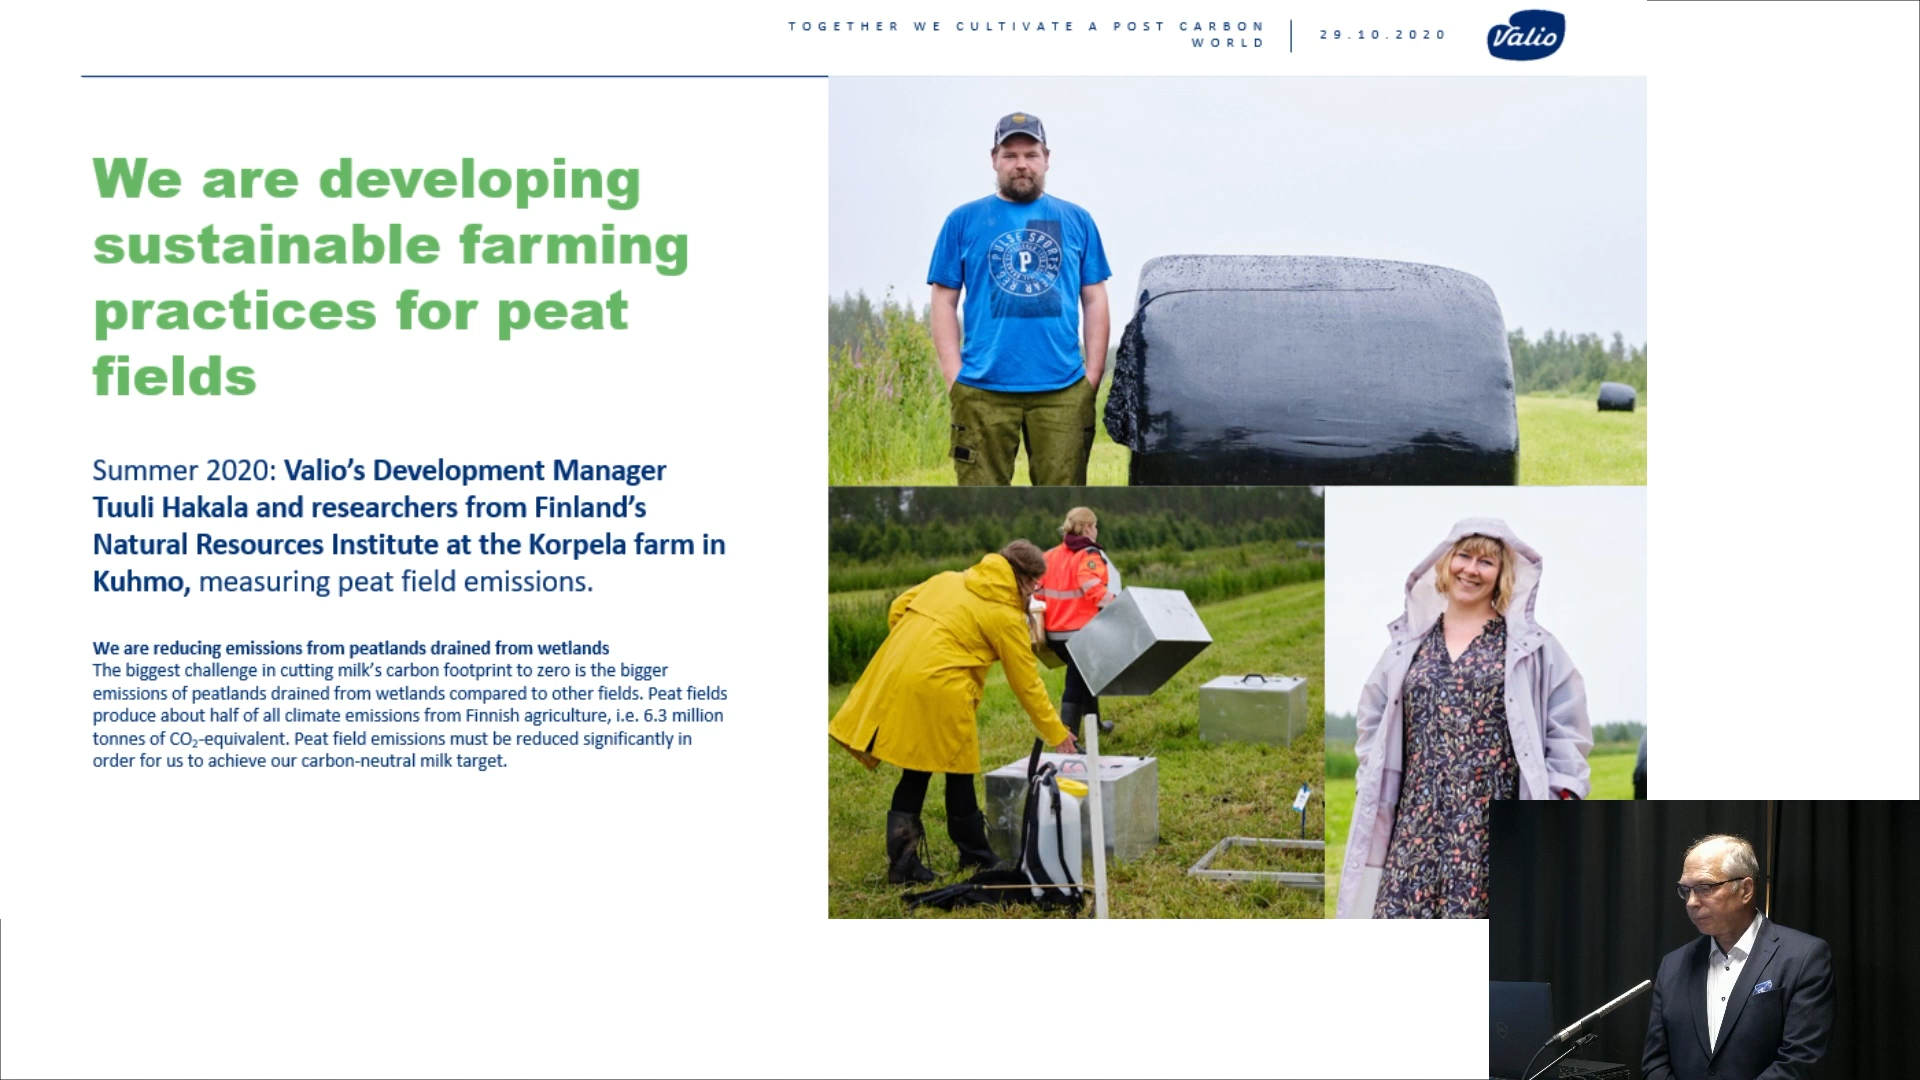 TOGETHER WE CULTIVATE A POST CARBON
WORLD
29.10.2020
Valio
We are developing
sustainable farming
practices for peat
fields
Summer 2020: Valio's Development Manager
Tuuli Hakala and researchers from Finland's
Natural Resources Institute at the Korpela farm in
Kuhmo, measuring peat field emissions.
We are reducing emissions from peatlands drained from wetlands
The biggest challenge in cutting milk's carbon footprint to zero is the bigger
emissions of peatlands drained from wetlands compared to other fields. Peat fields
produce about half of all climate emissions from Finnish agriculture, i.e. 6.3 million
tonnes of CO₂-equivalent. Peat field emissions must be reduced significantly in
order for us to achieve our carbon-neutral milk target.
PULSE SPORTSWEAR
P